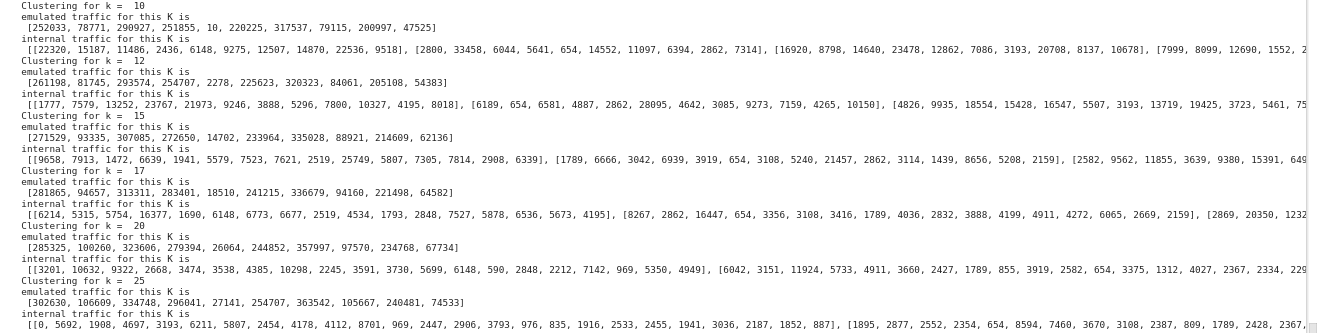 Clustering for k =  10
emulated traffic for this K is
[252033, 78771, 290927, 251855, 10, 220225, 317537, 79115, 200997, 47525]
internal traffic for this K is
[[22320, 15187, 11486, 2436, 6148, 9275, 12507, 14870, 22536, 9518], [2800, 33458, 6044, 5641, 654, 14552, 11097, 6394, 2862, 7314], [16920, 8798, 14640, 23478, 12862, 7086, 3193, 20708, 8137, 10678], [7999, 8099, 12690, 1552, 2
Clustering for k =  12
emulated traffic for this K is
[261198, 81745, 293574, 254707, 2278, 225623, 320323, 84061, 205108, 54383]
internal traffic for this K is
[[1777, 7579, 13252, 23767, 21973, 9246, 3888, 5296, 7800, 10327, 4195, 8018], [6189, 654, 6581, 4887, 2862, 28095, 4642, 3085, 9273, 7159, 4265, 10150], [4826, 9935, 18554, 15428, 16547, 5507, 3193, 13719, 19425, 3723, 5461, 75
Clustering for k =  15
emulated traffic for this K is
[271529, 93335, 307085, 272650, 14702, 233964, 335028, 88921, 214609, 62136]
internal traffic for this K is
[[9658, 7913, 1472, 6639, 1941, 5579, 7523, 7621, 2519, 25749, 5807, 7305, 7814, 2908, 6339], [1789, 6666, 3042, 6939, 3919, 654, 3108, 5240, 21457, 2862, 3114, 1439, 8656, 5208, 2159], [2582, 9562, 11855, 3639, 9380, 15391, 649
Clustering for k =  17
emulated traffic for this K is
[281865, 94657, 313311, 283401, 18510, 241215, 336679, 94160, 221498, 64582]
internal traffic for this K is
[[6214, 5315, 5754, 16377, 1690, 6148, 6773, 6677, 2519, 4534, 1793, 2848, 7527, 5878, 6536, 5673, 4195], [8267, 2862, 16447, 654, 3356, 3108, 3416, 1789, 4036, 2832, 3888, 4199, 4911, 4272, 6065, 2669, 2159], [2869, 20350, 1232
Clustering for k =  20
emulated traffic for this K is
[285325, 100260, 323606, 279394, 26064, 244852, 357997, 97570, 234768, 67734]
internal traffic for this K is
[[3201, 10632, 9322, 2668, 3474, 3538, 4385, 10298, 2245, 3591, 3730, 5699, 6148, 590, 2848, 2212, 7142, 969, 5350, 4949], [6042, 3151, 11924, 5733, 4911, 3660, 2427, 1789, 855, 3919, 2582, 654, 3375, 1312, 4027, 2367, 2334, 229
Clustering for k =  25
emulated traffic for this K is
[302630, 106609, 334748, 296041, 27141, 254707, 363542, 105667, 240481, 74533]
internal traffic for this K is
[[0, 5692, 1908, 4697, 3193, 6211, 5807, 2454, 4178, 4112, 8701, 969, 2447, 2906, 3793, 976, 835, 1916, 2533, 2455, 1941, 3036, 2187, 1852, 887], [1895, 2877, 2552, 2354, 654, 8594, 7460, 3670, 3108, 2387, 809, 1789, 2428, 2367,